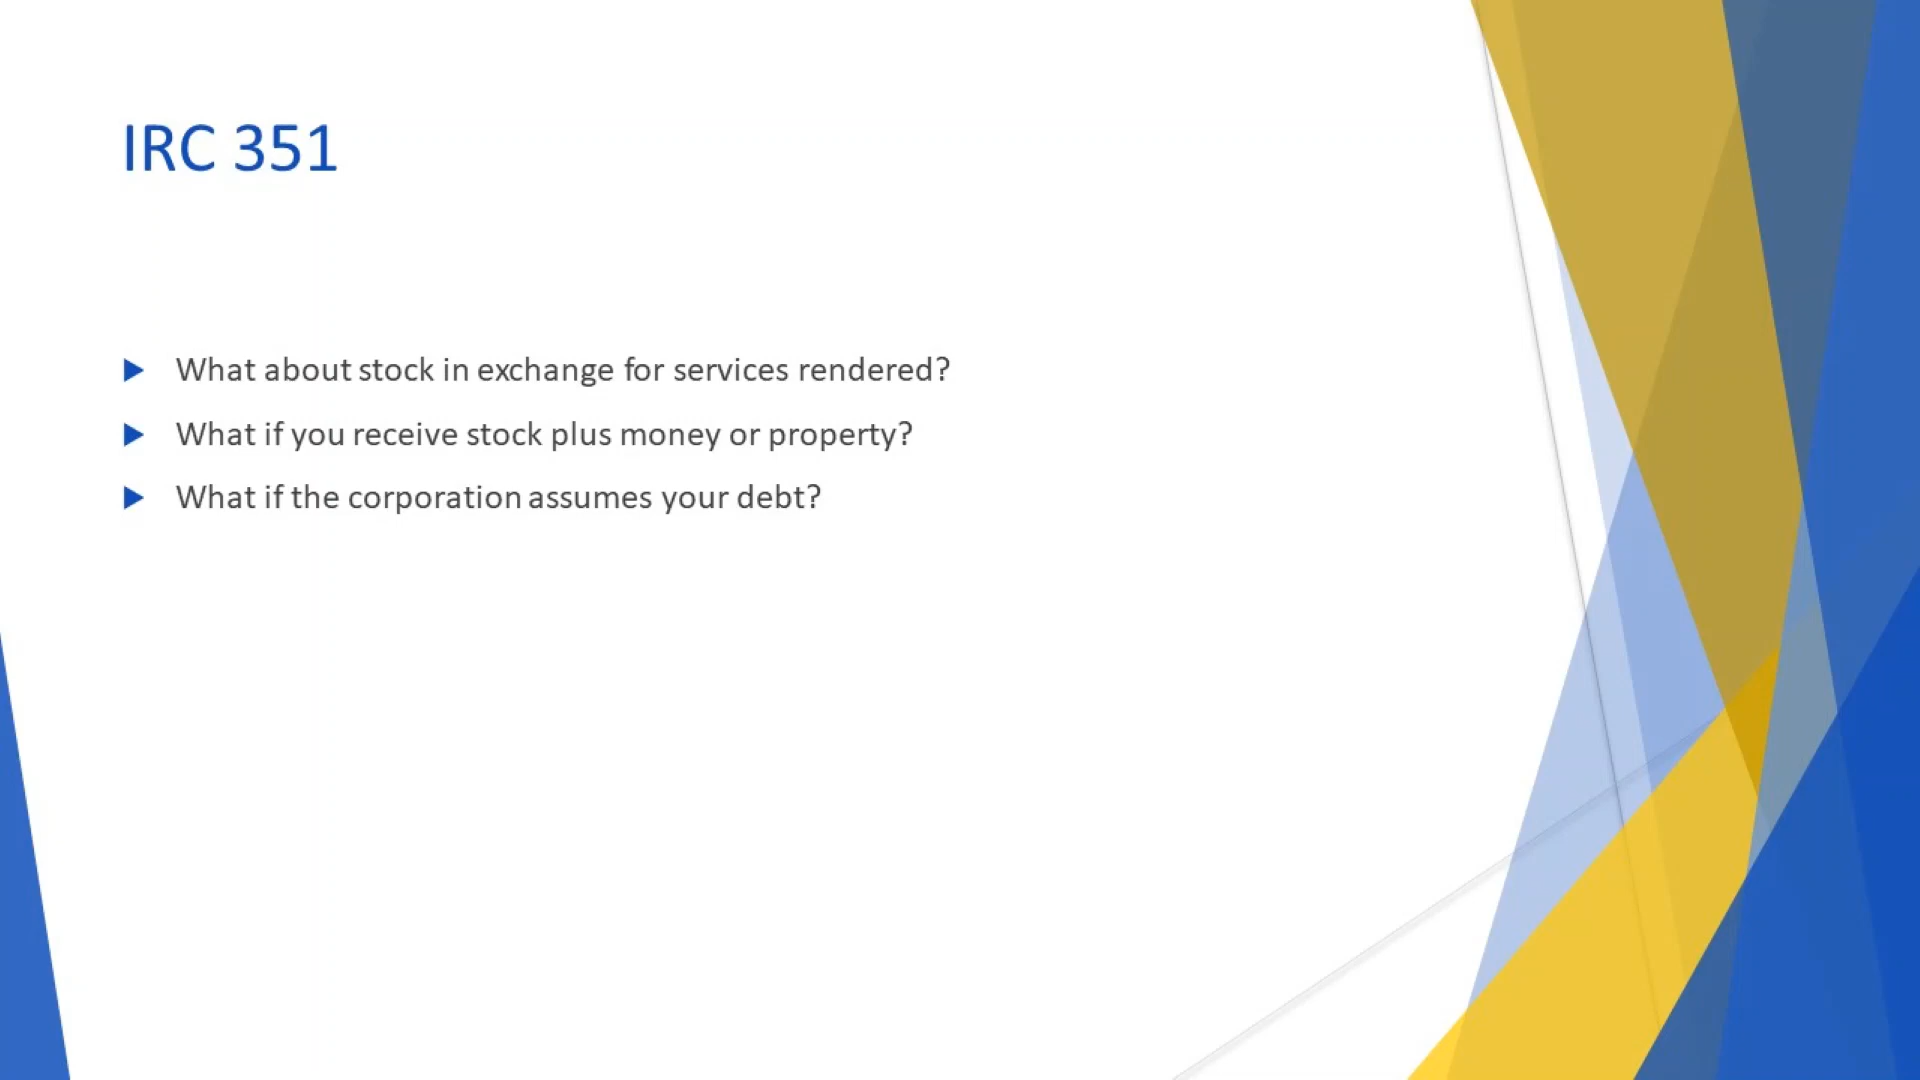 IRC 351
What about stock in exchange for services rendered?
What if you receive stock plus money or property?
What if the corporation assumes your debt?